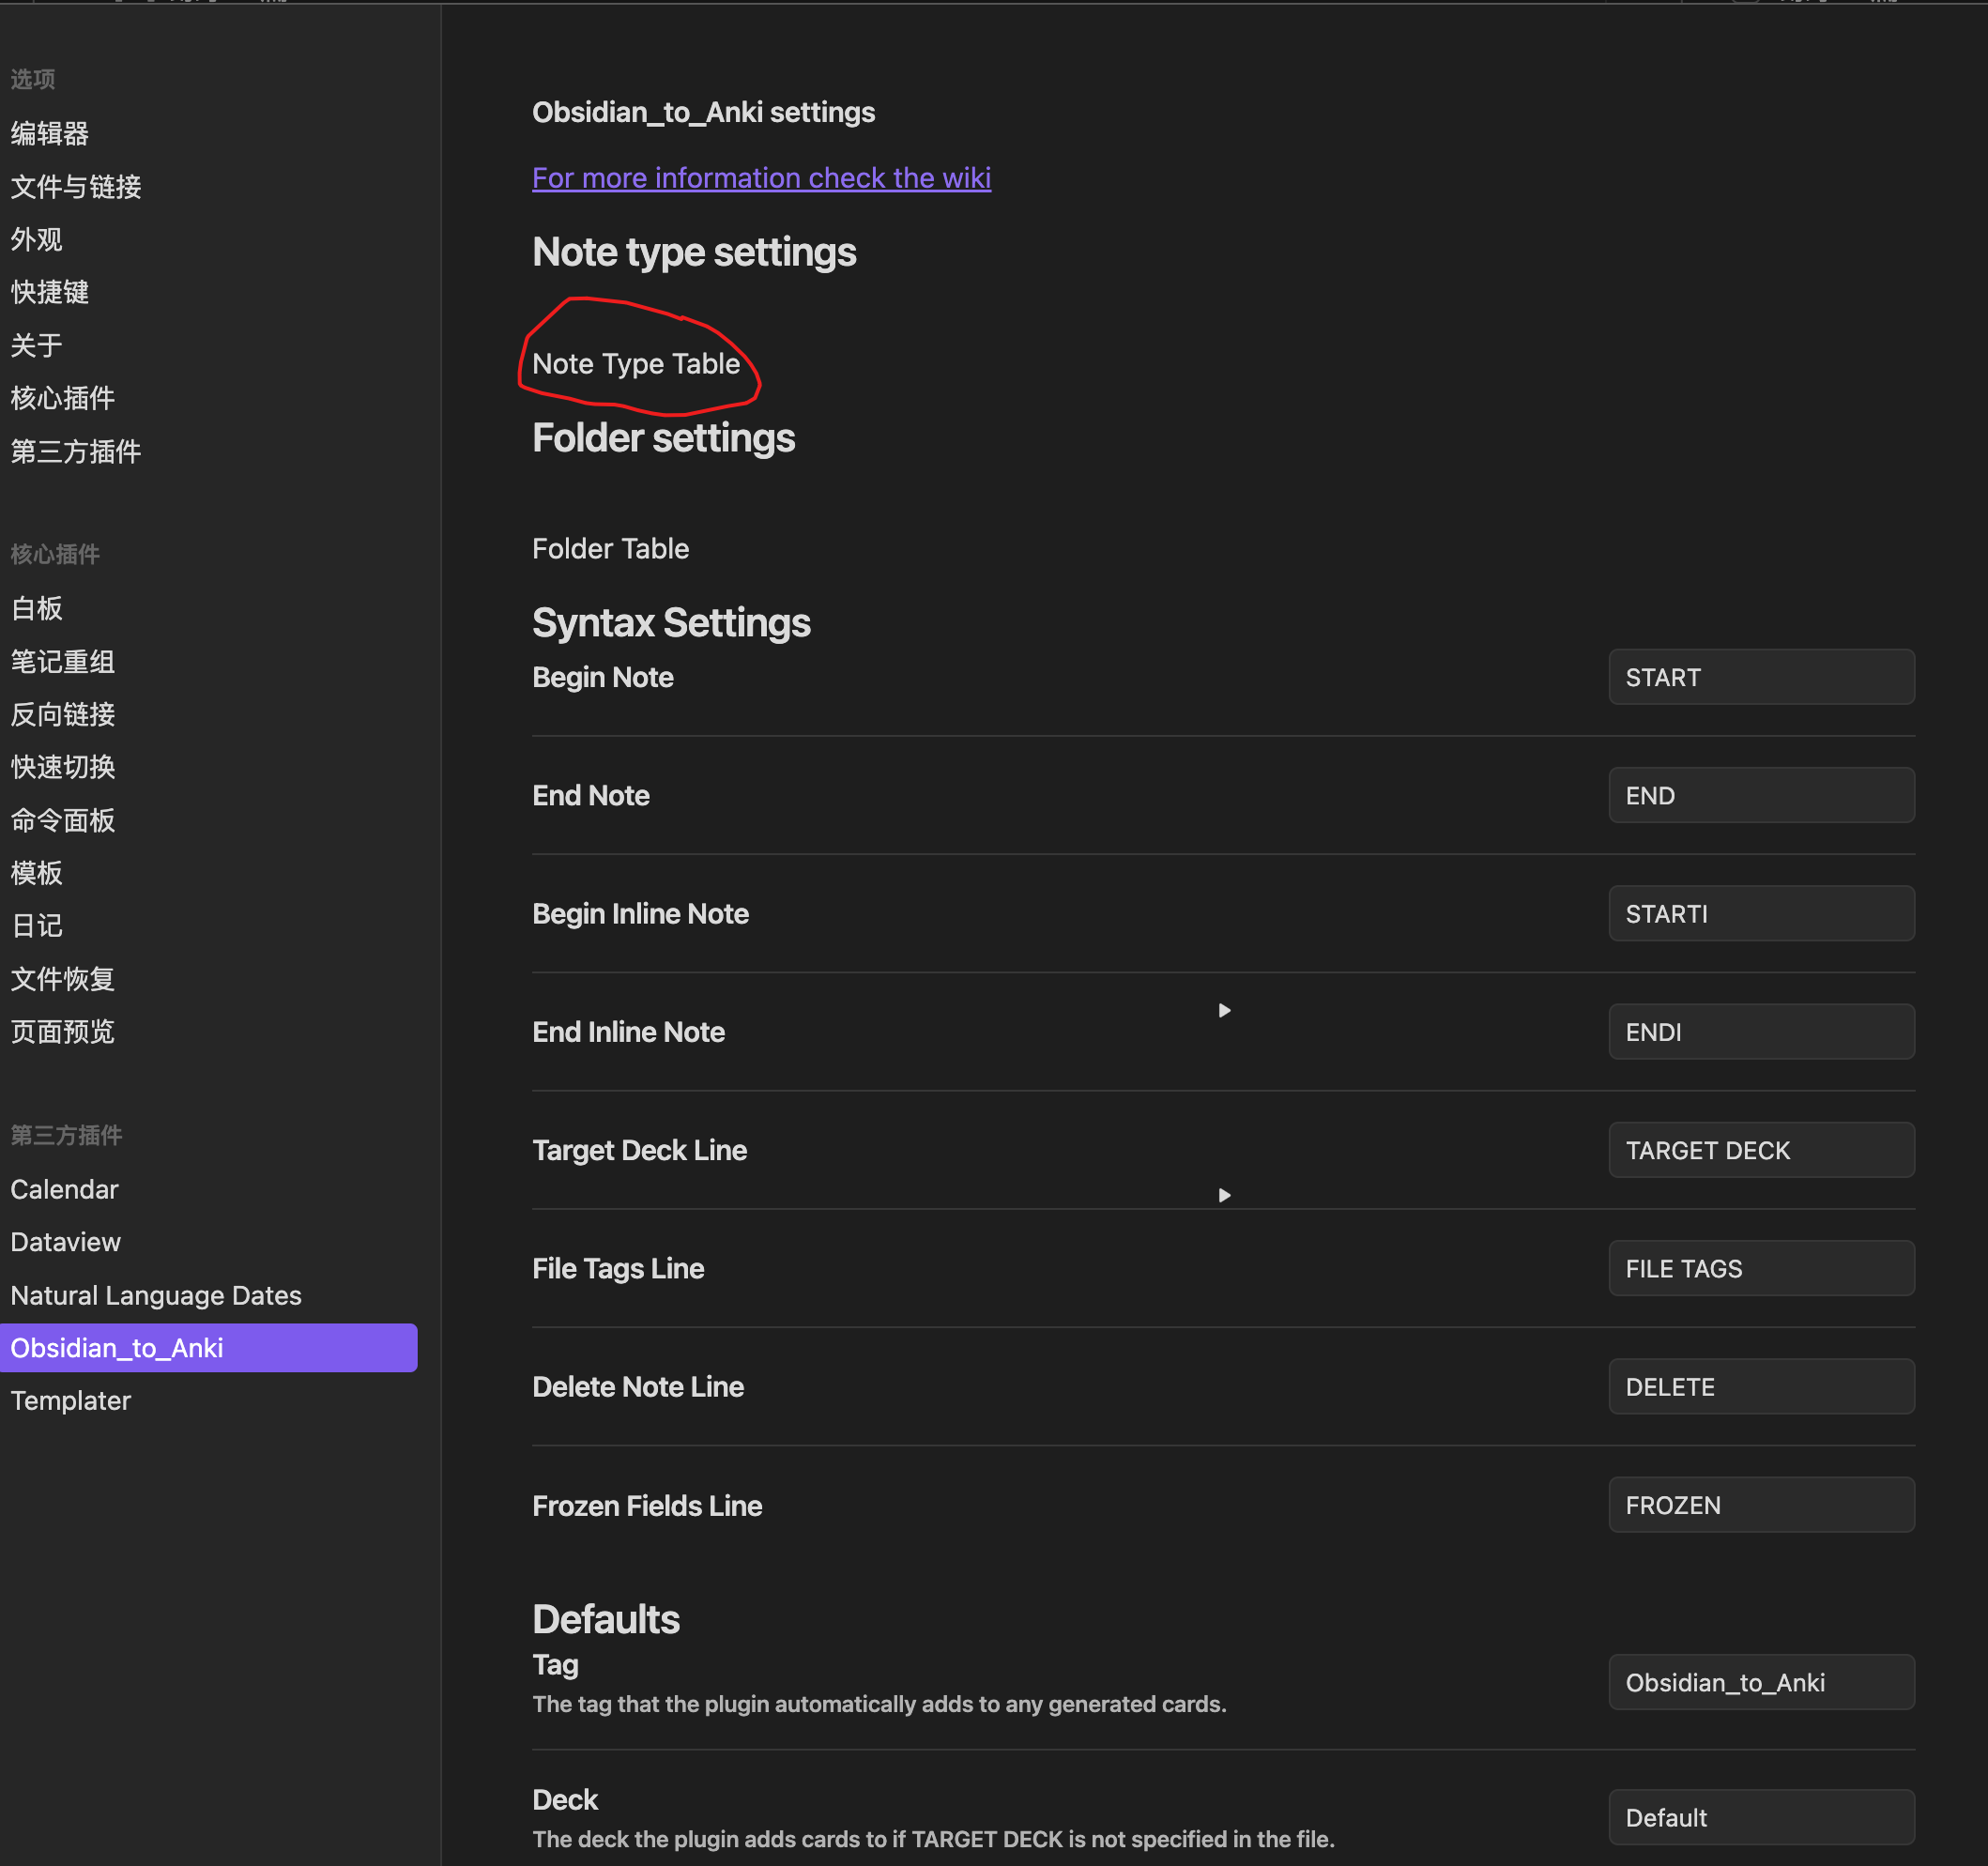 选项
编辑器
文件与链接
外观
快捷键
关于
核心插件
第三方插件
核心插件
白板
笔记重组
反向链接
快速切换
命令面板
模板
日记
文件恢复
页面预览
第三方插件
Calendar
Dataview
Natural Language Dates
Obsidian_to_Anki
Templater
Obsidian_to_Anki settings
For more information check the wiki
Note type settings
Note Type Table
Folder settings
Folder Table
Syntax Settings
Begin Note
START
End Note
END
Begin Inline Note
STARTI
End Inline Note
ENDI
Target Deck Line
TARGET DECK
File Tags Line
FILE TAGS
Delete Note Line
DELETE
Frozen Fields Line
FROZEN
Defaults
Tag
The tag that the plugin automatically adds to any generated cards.
Obsidian_to_Anki
Deck
The deck the plugin adds cards to if TARGET DECK is not specified in the file.
Default